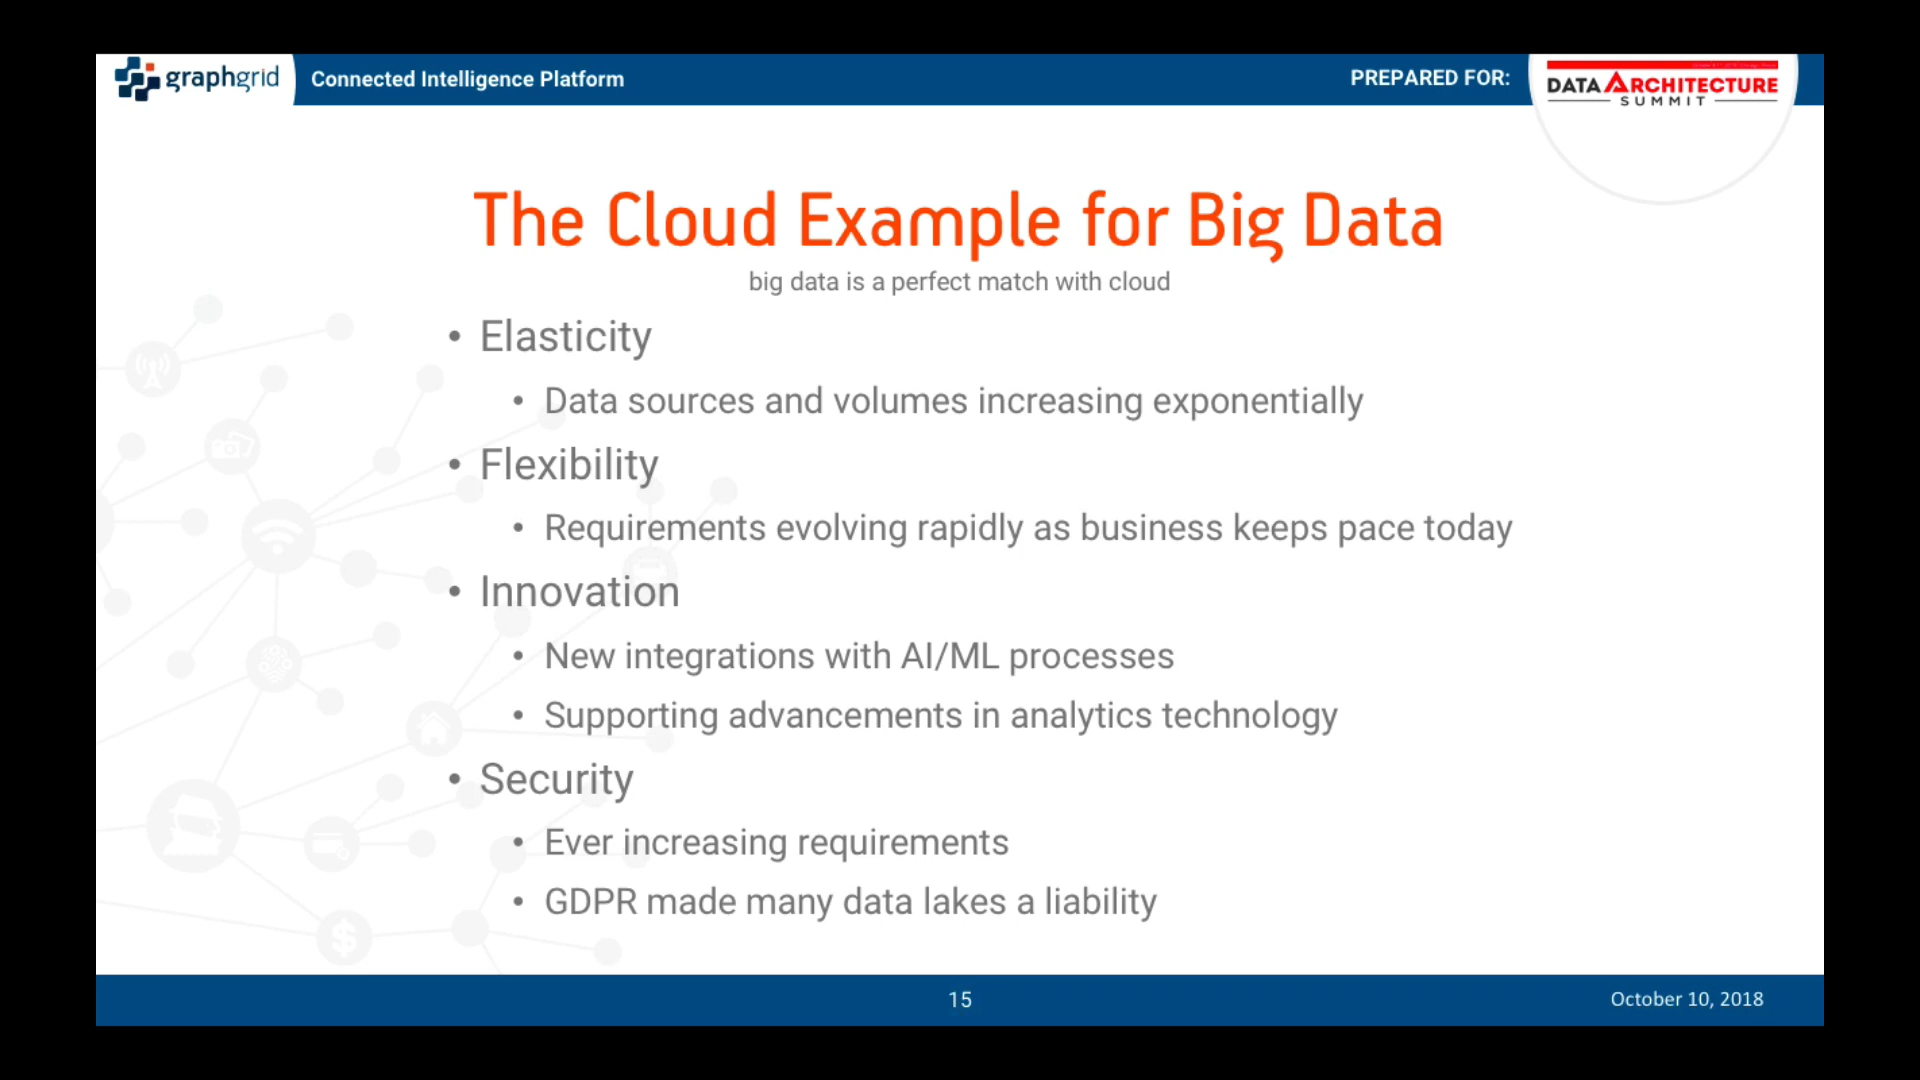 graphgrid
Connected Intelligence Platform
PREPARED FOR:
DATA ARCHITECTURE
SUMMIT
The Cloud Example for Big Data
big data is a perfect match with cloud
• Elasticity
• Data sources and volumes increasing exponentially
• Flexibility
• Requirements evolving rapidly as business keeps pace today
• Innovation
• New integrations with AI/ML processes
• Supporting advancements in analytics technology
• Security
• Ever increasing requirements
• GDPR made many data lakes a liability
15
October 10, 2018